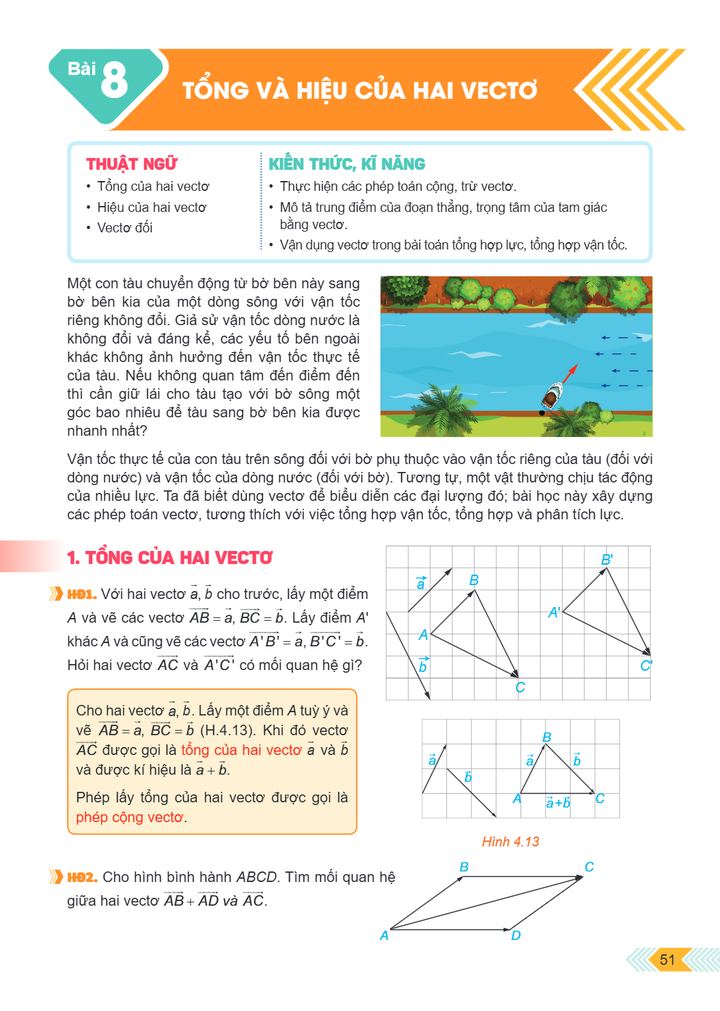 Bài 8
TỔNG VÀ HIỆU CỦA HAI VECTƠ
THUẬT NGỮ
• Tổng của hai vectơ
• Hiệu của hai vectơ
• Vectơ đối
KIẾN THỨC, KĨ NĂNG
• Thực hiện các phép toán cộng, trừ vectơ.
• Mô tả trung điểm của đoạn thẳng, trọng tâm của tam giác
bằng vectơ.
• Vận dụng vectơ trong bài toán tổng hợp lực, tổng hợp vận tốc.
Một con tàu chuyển động từ bờ bên này sang
bờ bên kia của một dòng sông với vận tốc
riêng không đổi. Giả sử vận tốc dòng nước là
không đổi và đáng kể, các yếu tố bên ngoài
khác không ảnh hưởng đến vận tốc thực tế
của tàu. Nếu không quan tâm đến điểm đến
thì cần giữ lái cho tàu tạo với bờ sông một
góc bao nhiêu để tàu sang bờ bên kia được
nhanh nhất?
Vận tốc thực tế của con tàu trên sông đối với bờ phụ thuộc vào vận tốc riêng của tàu (đối với
dòng nước) và vận tốc của dòng nước (đối với bờ). Tương tự, một vật thường chịu tác động
của nhiều lực. Ta đã biết dùng vectơ để biểu diễn các đại lượng đó; bài học này xây dựng
các phép toán vectơ, tương thích với việc tổng hợp vận tốc, tổng hợp và phân tích lực.
1. TỔNG CỦA HAI VECTƠ
HĐ1. Với hai vectơ a⃗, b⃗ cho trước, lấy một điểm
A và vẽ các vectơ AB⃗ = a⃗, BC⃗ = b⃗. Lấy điểm A'
khác A và cũng vẽ các vectơ A'B'⃗ = a⃗, B'C'⃗ = b⃗.
Hỏi hai vectơ AC⃗ và A'C'⃗ có mối quan hệ gì?
a⃗
B
B'
A
A'
b⃗
C
C'
Cho hai vectơ a⃗, b⃗. Lấy một điểm A tuỳ ý và
vẽ AB⃗ = a⃗, BC⃗ = b⃗ (H.4.13). Khi đó vectơ
AC⃗ được gọi là tổng của hai vectơ a⃗ và b⃗
và được kí hiệu là a⃗ + b⃗.
Phép lấy tổng của hai vectơ được gọi là
phép cộng vectơ.
B
a⃗
b⃗
a⃗
b⃗
A
a⃗+b⃗
C
Hình 4.13
HĐ2. Cho hình bình hành ABCD. Tìm mối quan hệ
giữa hai vectơ AB⃗ + AD⃗ và AC⃗.
B
C
A
D
51